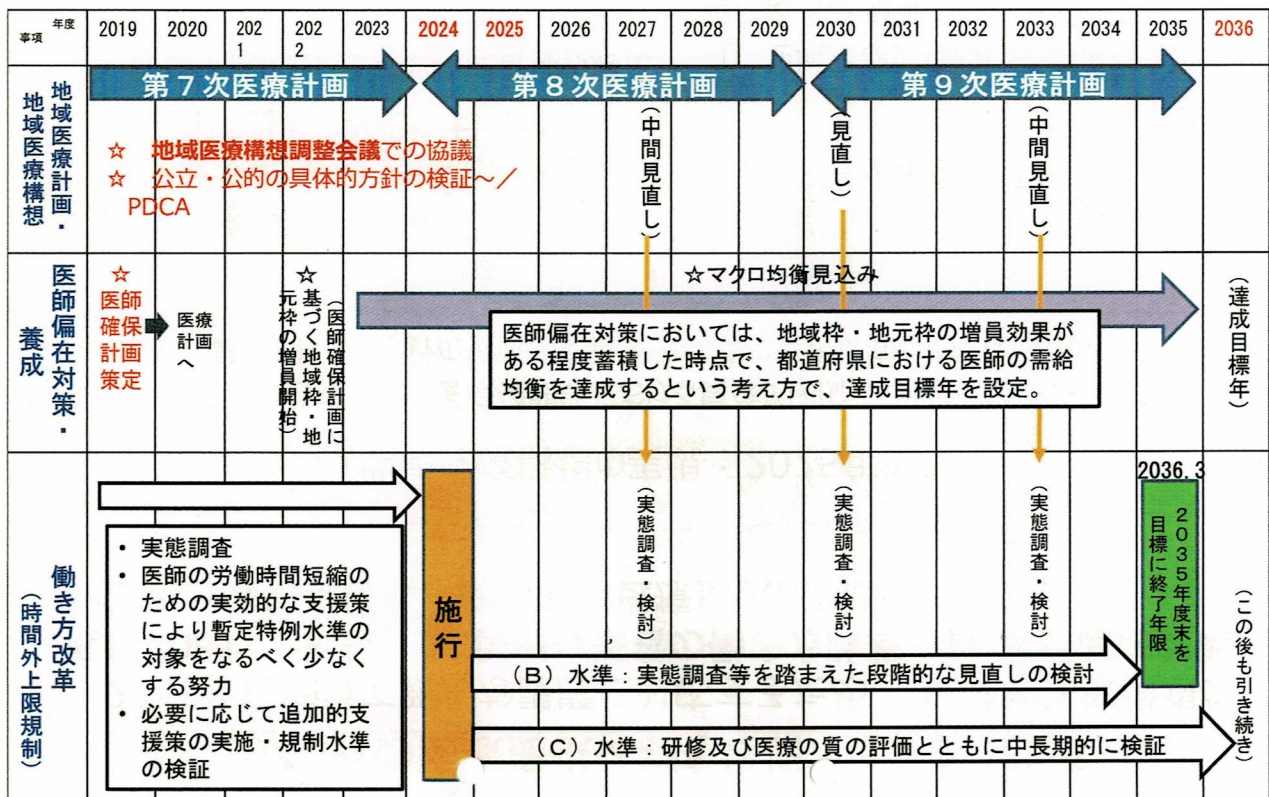 年度
事項
2019
2020
202
1
202
2
2023
2024
2025
2026
2027
2028
2029
2030
2031
2032
2033
2034
2035
2036
地域医療計画・
地域医療構想
第7次医療計画
第8次医療計画
第9次医療計画
☆ 地域医療構想調整会議での協議
☆ 公立・公的の具体的方針の検証~/
PDCA
(中間見直し)
(見直し)
(中間見直し)
医師偏在対策・
養成
☆
医師
確保
計画
策定
医療
計画
へ
☆
(医師確保計画に
基づく地域枠・地
元枠の増員開始)
☆マクロ均衡見込み
医師偏在対策においては、地域枠・地元枠の増員効果が
ある程度蓄積した時点で、都道府県における医師の需給
均衡を達成するという考え方で、達成目標年を設定。
(達成目標年)
働き方改革
(時間外上限規制)
・ 実態調査
・ 医師の労働時間短縮の
ための実効的な支援策
により暫定特例水準の
対象をなるべく少なく
する努力
・ 必要に応じて追加的支
援策の実施・規制水準
の検証
施行
(実態調査・検討)
(実態調査・検討)
(実態調査・検討)
2036.3
2035年度末を
目標に終了年限
(B)水準:実態調査等を踏まえた段階的な見直しの検討
(C)水準:研修及び医療の質の評価とともに中長期的に検証
(この後も引き続き)